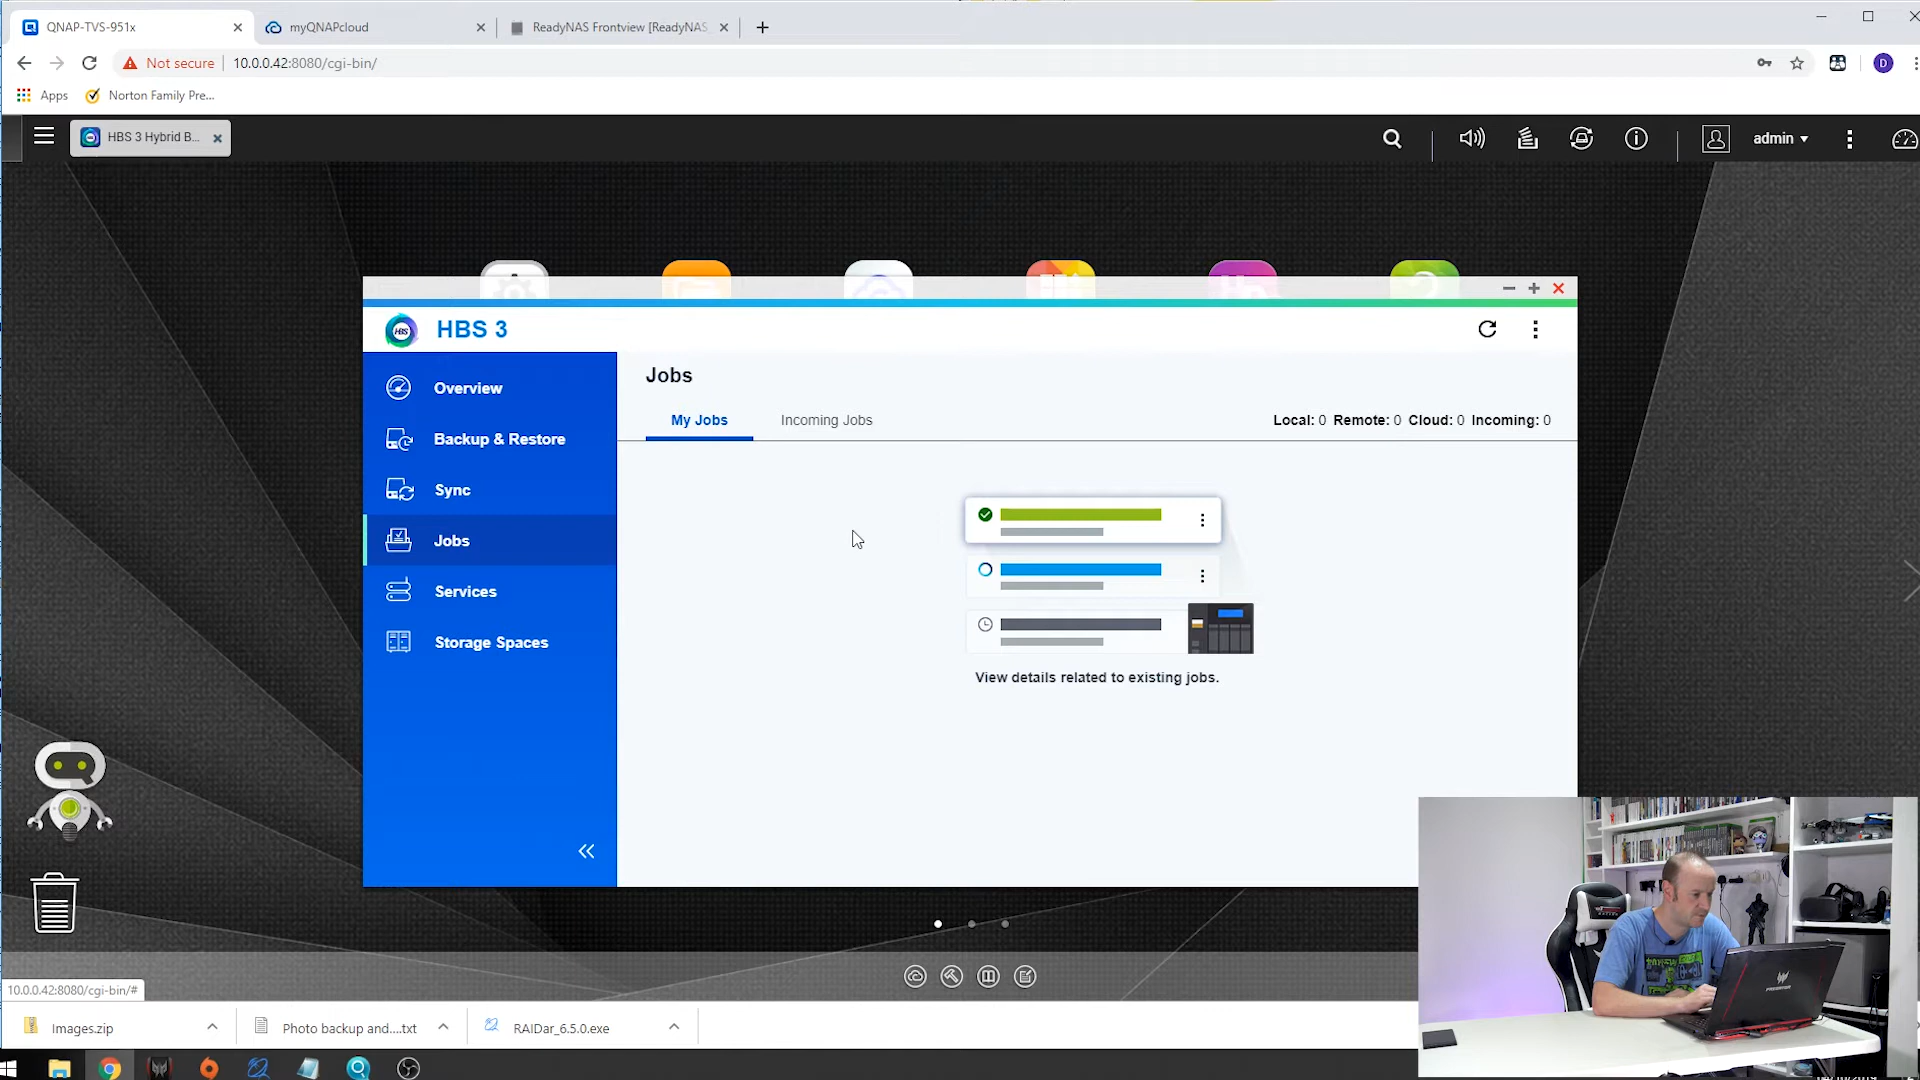 QNAP-TVS-951x
myQNAPcloud
ReadyNAS Frontview [ReadyNAS
Not secure
10.0.0.42:8080/cgi-bin/
D
Apps
Norton Family Pre...
HBS 3 Hybrid B...
admin
HBS
HBS 3
Overview
Backup & Restore
Sync
Jobs
Services
Storage Spaces
Jobs
My Jobs
Incoming Jobs
Local: 0 Remote: 0 Cloud: 0 Incoming: 0
View details related to existing jobs.
10.0.0.42:8080/cgi-bin/#
Images.zip
Photo backup and....txt
RAIDar_6.5.0.exe
PREDATOR